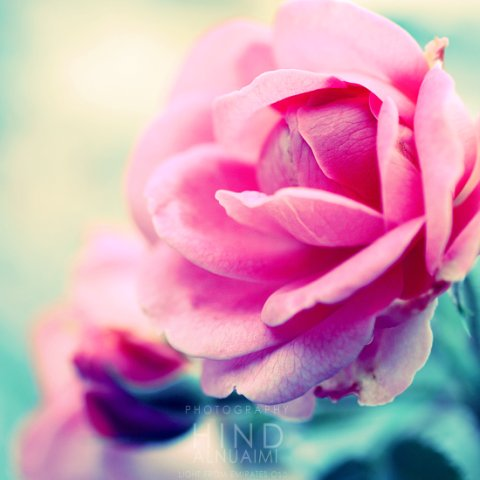 PHOTOGRAPHY
HIND
ALNUAIMI
LIGHT FROM EMIRATES